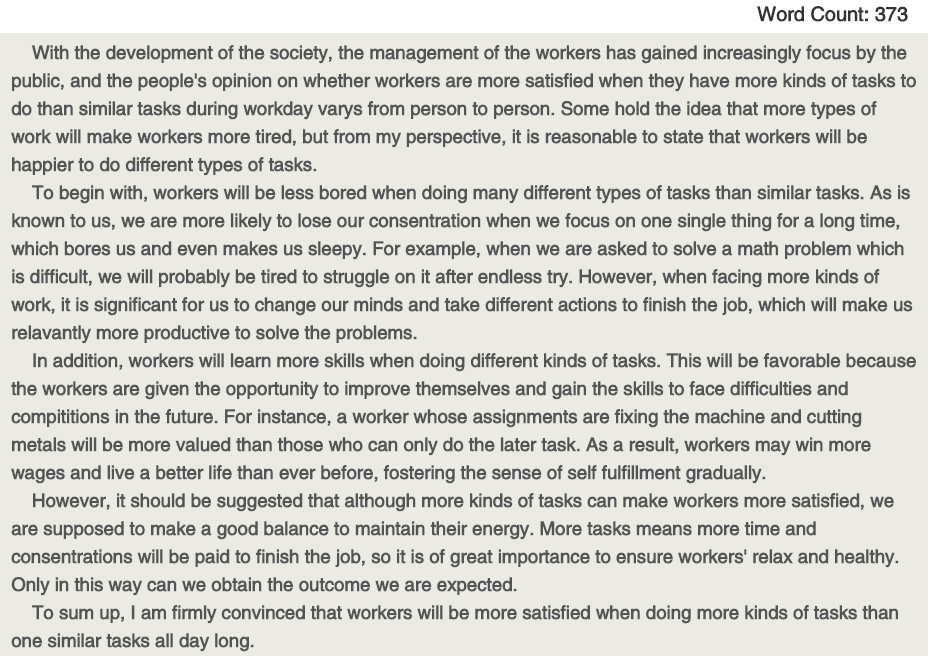 Word Count: 373
With the development of the society, the management of the workers has gained increasingly focus by the
public, and the people's opinion on whether workers are more satisfied when they have more kinds of tasks to
do than similar tasks during workday varys from person to person. Some hold the idea that more types of
work will make workers more tired, but from my perspective, it is reasonable to state that workers will be
happier to do different types of tasks.
To begin with, workers will be less bored when doing many different types of tasks than similar tasks. As is
known to us, we are more likely to lose our consentration when we focus on one single thing for a long time,
which bores us and even makes us sleepy. For example, when we are asked to solve a math problem which
is difficult, we will probably be tired to struggle on it after endless try. However, when facing more kinds of
work, it is significant for us to change our minds and take different actions to finish the job, which will make us
relavantly more productive to solve the problems.
In addition, workers will learn more skills when doing different kinds of tasks. This will be favorable because
the workers are given the opportunity to improve themselves and gain the skills to face difficulties and
compititions in the future. For instance, a worker whose assignments are fixing the machine and cutting
metals will be more valued than those who can only do the later task. As a result, workers may win more
wages and live a better life than ever before, fostering the sense of self fulfillment gradually.
However, it should be suggested that although more kinds of tasks can make workers more satisfied, we
are supposed to make a good balance to maintain their energy. More tasks means more time and
consentrations will be paid to finish the job, so it is of great importance to ensure workers' relax and healthy.
Only in this way can we obtain the outcome we are expected.
To sum up, I am firmly convinced that workers will be more satisfied when doing more kinds of tasks than
one similar tasks all day long.